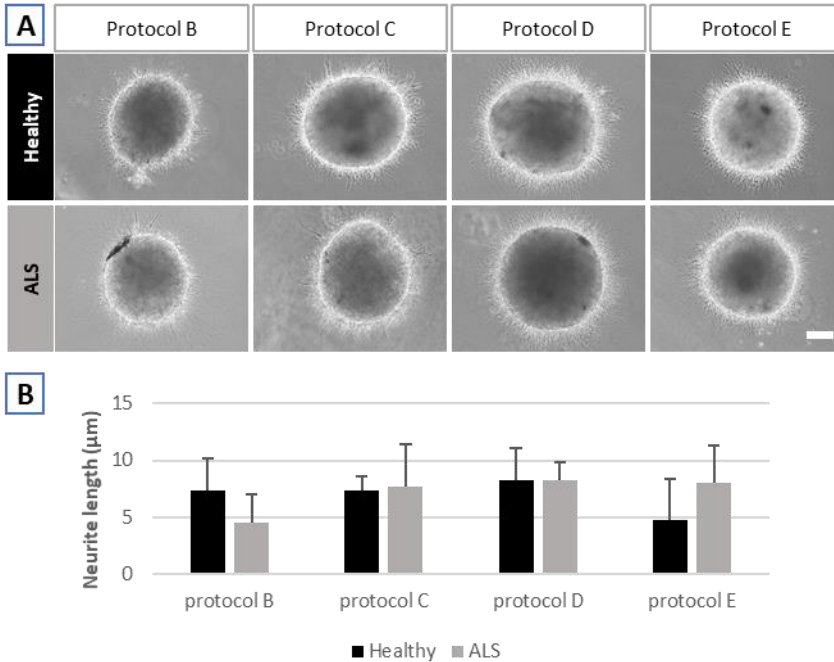 A
Protocol B Protocol C Protocol D Protocol E
Healthy
ALS
B
Neurite length (µm)
15
10
5
0
protocol B protocol C protocol D protocol E
Healthy ALS